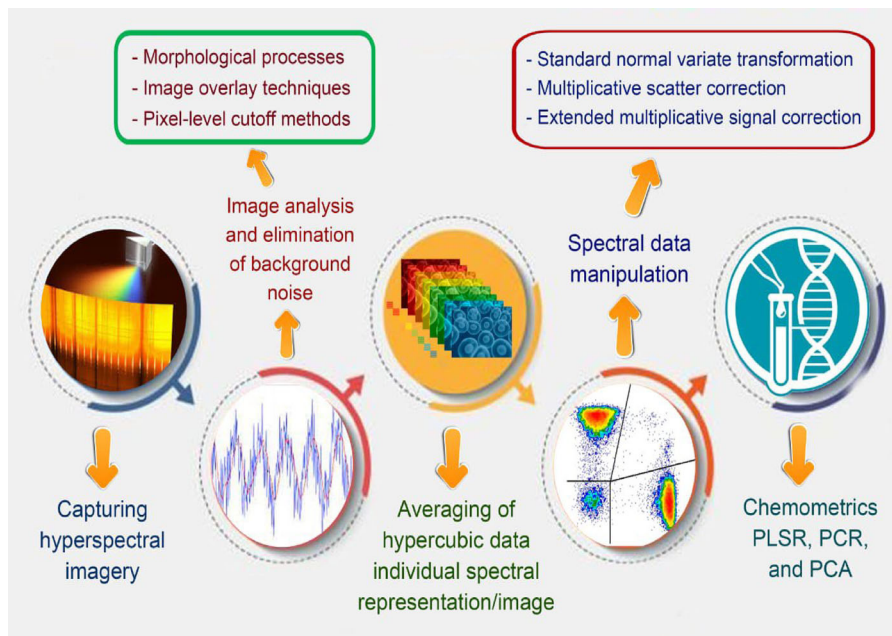 - Morphological processes
- Image overlay techniques
- Pixel-level cutoff methods
- Standard normal variate transformation
- Multiplicative scatter correction
- Extended multiplicative signal correction
Image analysis
and elimination
of background
noise
Spectral data
manipulation
Capturing
hyperspectral
imagery
Averaging of
hypercubic data
individual spectral
representation/image
Chemometrics
PLSR, PCR,
and PCA